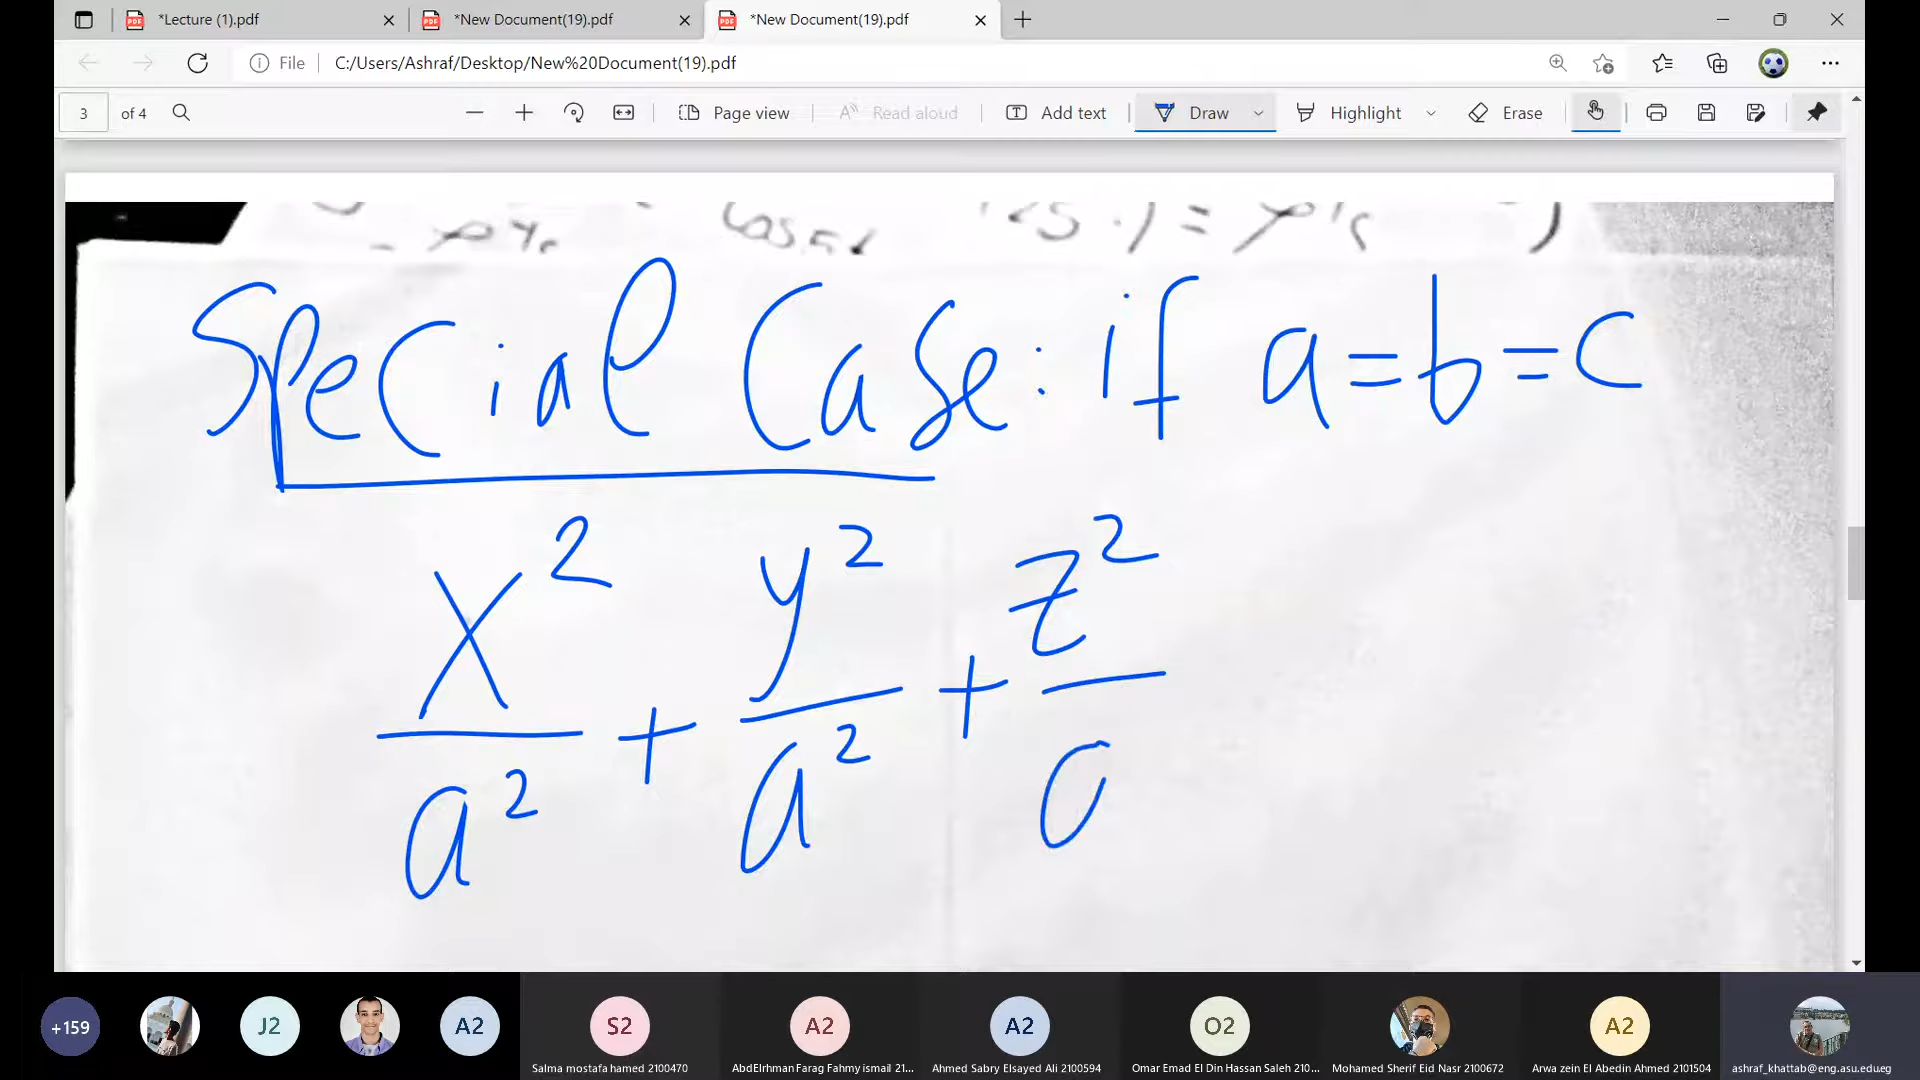 *Lecture (1).pdf *New Document(19).pdf *New Document(19).pdf
File C:/Users/Ashraf/Desktop/New%20Document(19).pdf
3 of 4 Page view Read aloud Add text Draw Highlight Erase
Special Case: if a=b=c
x² y² z²
+ +
a² a²
+159 J2 A2 S2 A2 A2 O2 A2
Salma mostafa hamed 2100470 AbdElrhman Farag Fahmy ismail 21... Ahmed Sabry Elsayed Ali 2100594 Omar Emad El Din Hassan Saleh 210... Mohamed Sherif Eid Nasr 2100672 Arwa zein El Abedin Ahmed 2101504 ashraf_khattab@eng.asu.edu.eg